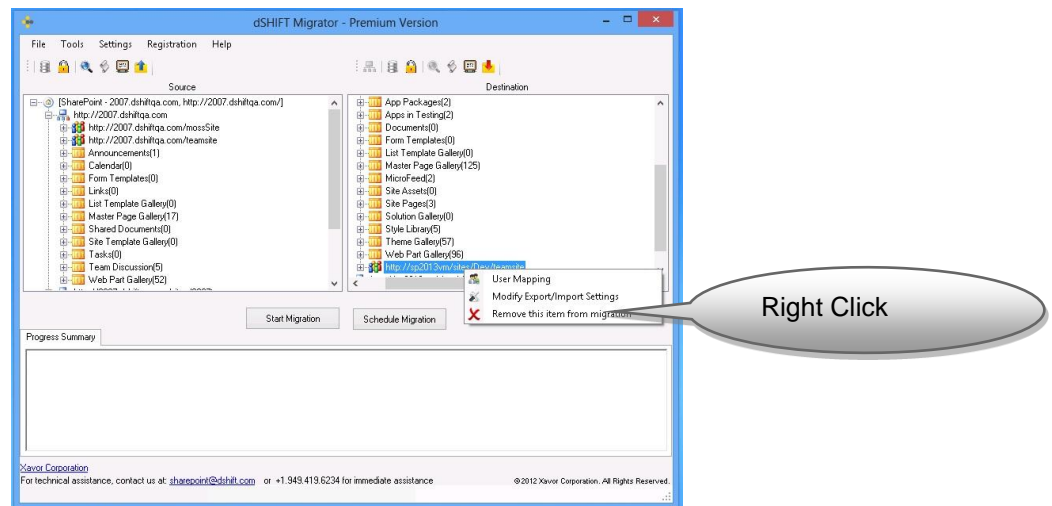 dSHIFT Migrator - Premium Version
File Tools Settings Registration Help
Source
[SharePoint - 2007.dshiftqa.com, http://2007.dshiftqa.com/]
http://2007.dshiftqa.com
http://2007.dshiftqa.com/mossSite
http://2007.dshiftqa.com/teamsite
Announcements(1)
Calendar(0)
Form Templates(0)
Links(0)
List Template Gallery(0)
Master Page Gallery(17)
Shared Documents(0)
Site Template Gallery(0)
Tasks(0)
Team Discussion(5)
Web Part Gallery(52)
Destination
App Packages(2)
Apps in Testing(2)
Documents(0)
Form Templates(0)
List Template Gallery(0)
Master Page Gallery(125)
MicroFeed(2)
Site Assets(0)
Site Pages(3)
Solution Gallery(0)
Style Library(5)
Theme Gallery(57)
Web Part Gallery(96)
http://sp2013vm/sites/Dev/teamsite
User Mapping
Modify Export/Import Settings
Remove this item from migration
Right Click
Start Migration
Schedule Migration
Progress Summary
Xavor Corporation
For technical assistance, contact us at: sharepoint@dshift.com or +1.949.419.6234 for immediate assistance
©2012 Xavor Corporation. All Rights Reserved.